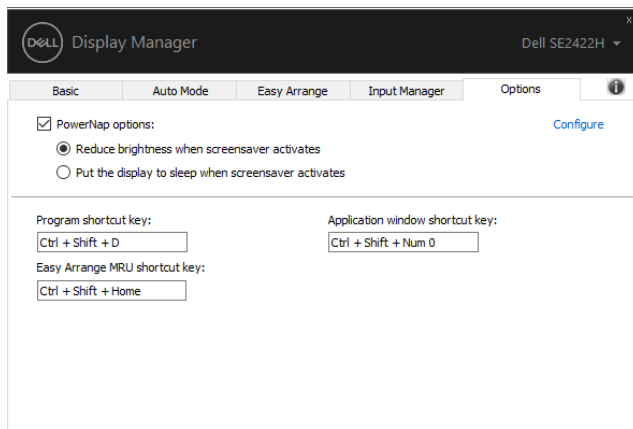 DELL Display Manager
Dell SE2422H
x
Basic Auto Mode Easy Arrange Input Manager Options
PowerNap options:
Configure
Reduce brightness when screensaver activates
Put the display to sleep when screensaver activates
Program shortcut key:
Application window shortcut key:
Ctrl + Shift + D
Ctrl + Shift + Num 0
Easy Arrange MRU shortcut key:
Ctrl + Shift + Home